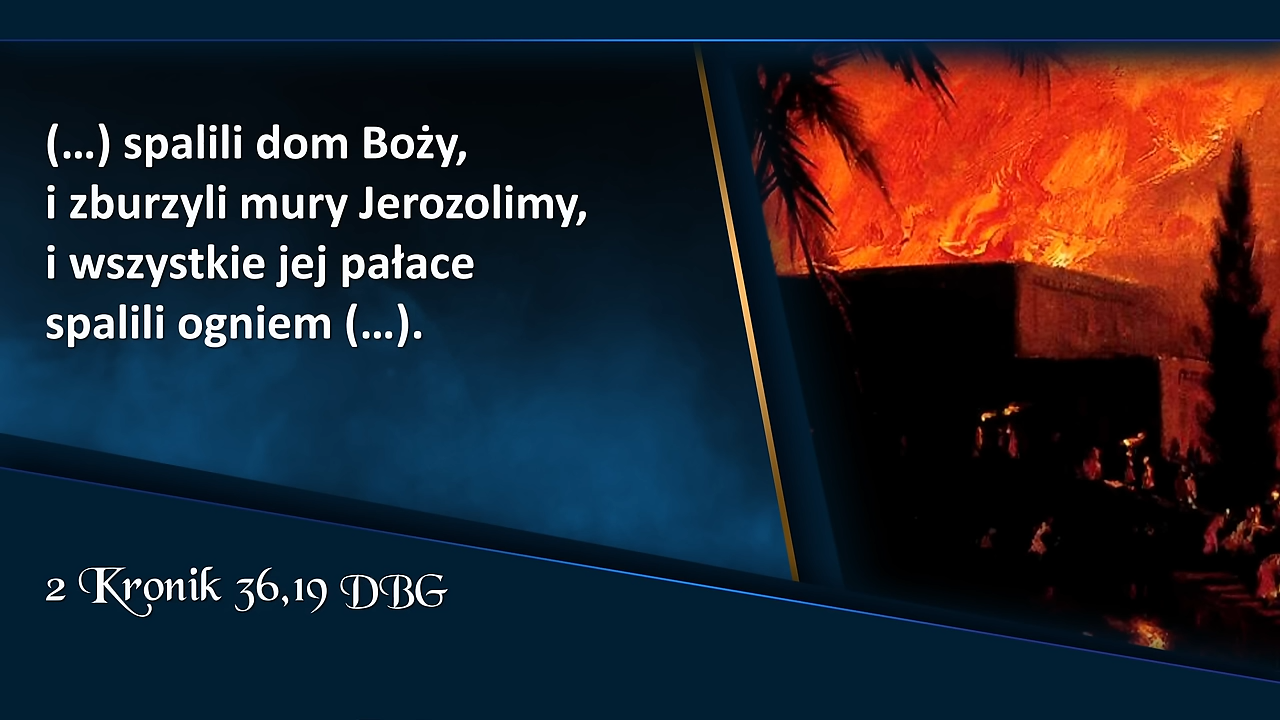 (...) spalili dom Boży,
i zburzyli mury Jerozolimy,
i wszystkie jej pałace
spalili ogniem (...).
2 Kronik 36,19 DBG